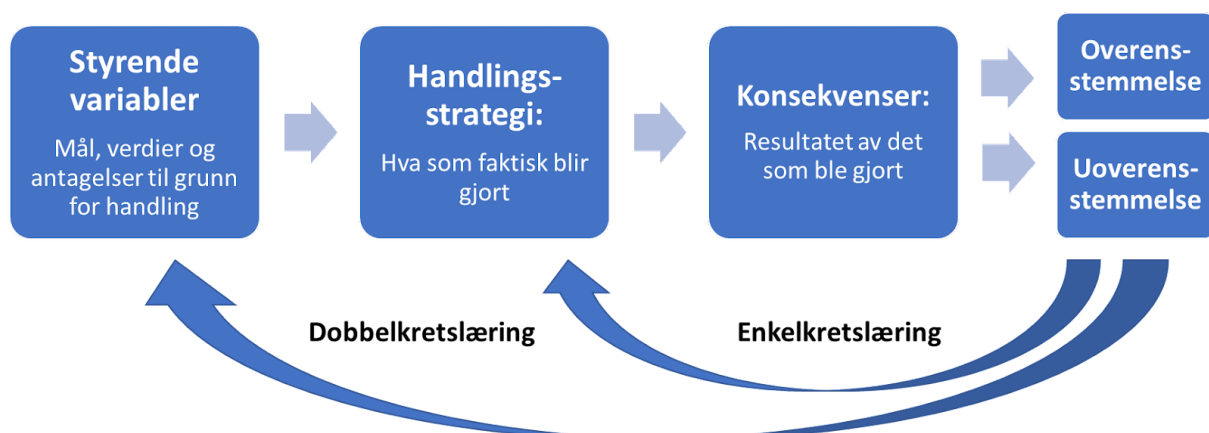 Styrende
variabler
Mål, verdier og
antagelser til grunn
for handling
Handlings-
strategi:
Hva som faktisk blir
gjort
Konsekvenser:
Resultatet av det
som ble gjort
Overens-
stemmelse
Uoverens-
stemmelse
Dobbelkretslæring
Enkelkretslæring